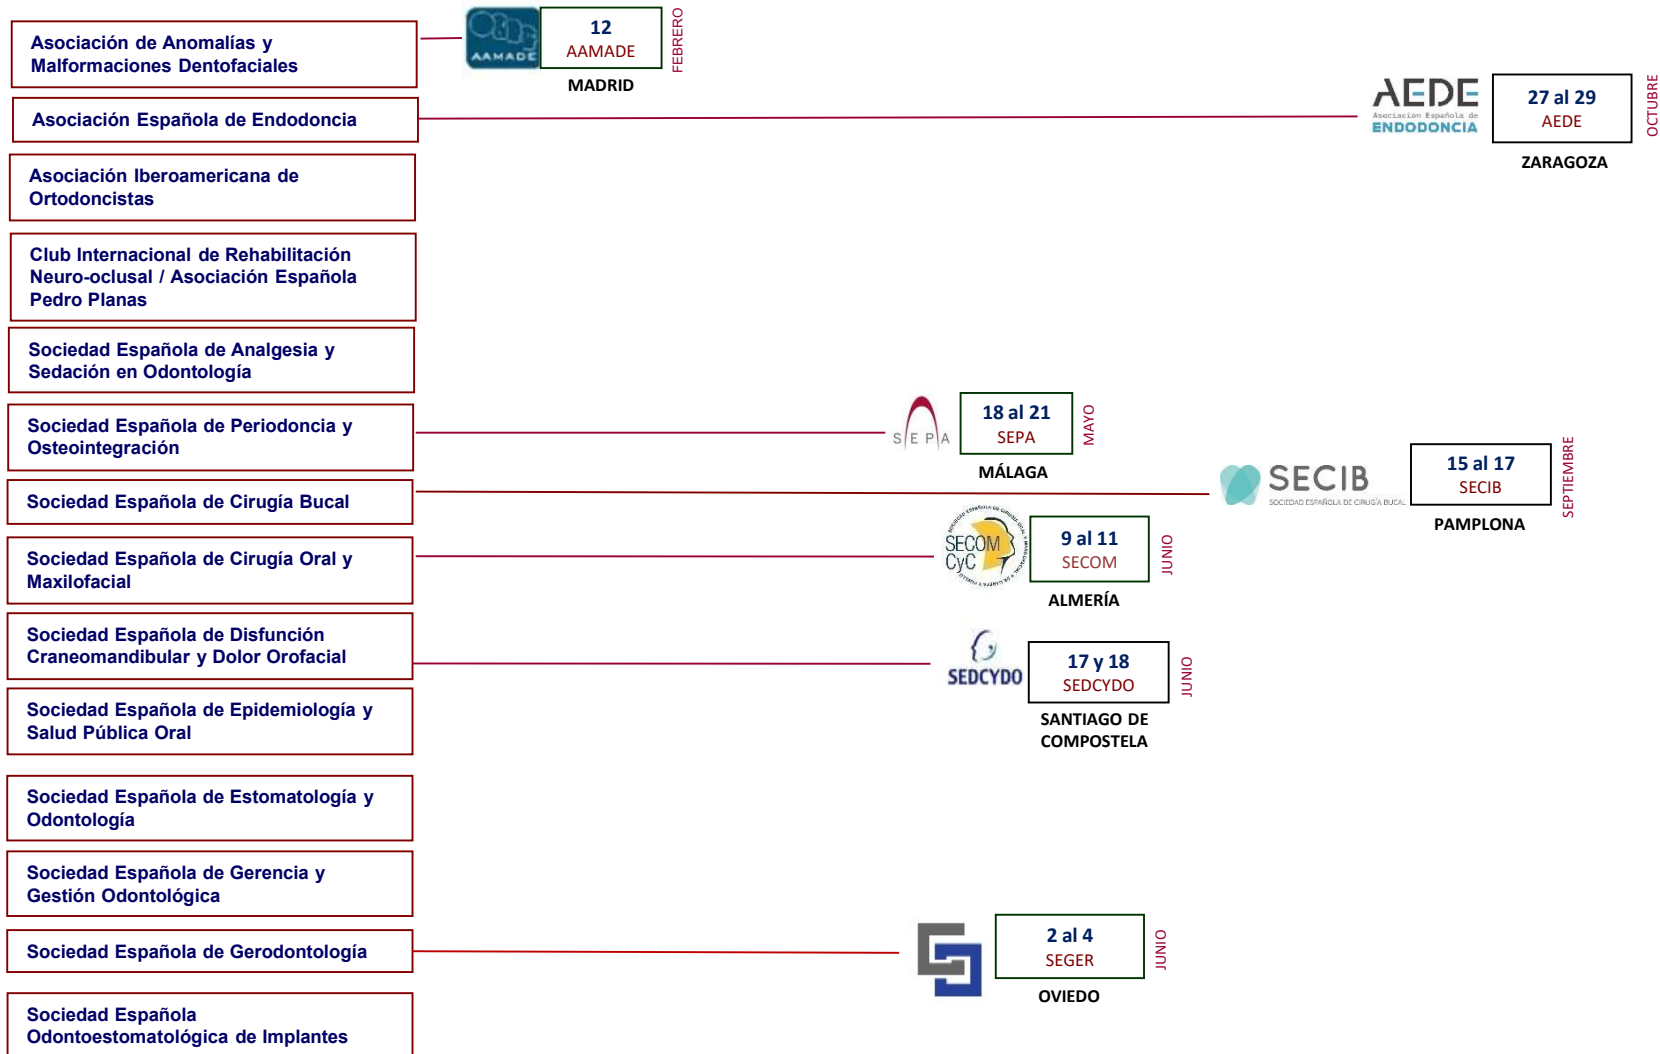 Asociación de Anomalías y
Malformaciones Dentofaciales
AAMADE
12
AAMADE
FEBRERO
MADRID
Asociación Española de Endodoncia
AEDE
Asociación Española de
ENDODONCIA
27 al 29
AEDE
OCTUBRE
ZARAGOZA
Asociación Iberoamericana de
Ortodoncistas
Club Internacional de Rehabilitación
Neuro-oclusal / Asociación Española
Pedro Planas
Sociedad Española de Analgesia y
Sedación en Odontología
Sociedad Española de Periodoncia y
Osteointegración
SEPA
18 al 21
SEPA
MAYO
MÁLAGA
Sociedad Española de Cirugía Bucal
SECIB
SOCIEDAD ESPAÑOLA DE CIRUGÍA BUCAL
15 al 17
SECIB
SEPTIEMBRE
PAMPLONA
Sociedad Española de Cirugía Oral y
Maxilofacial
SECOM
CyC
9 al 11
SECOM
JUNIO
ALMERÍA
Sociedad Española de Disfunción
Craneomandibular y Dolor Orofacial
SEDCYDO
17 y 18
SEDCYDO
JUNIO
SANTIAGO DE
COMPOSTELA
Sociedad Española de Epidemiología y
Salud Pública Oral
Sociedad Española de Estomatología y
Odontología
Sociedad Española de Gerencia y
Gestión Odontológica
Sociedad Española de Gerodontología
2 al 4
SEGER
JUNIO
OVIEDO
Sociedad Española
Odontoestomatológica de Implantes